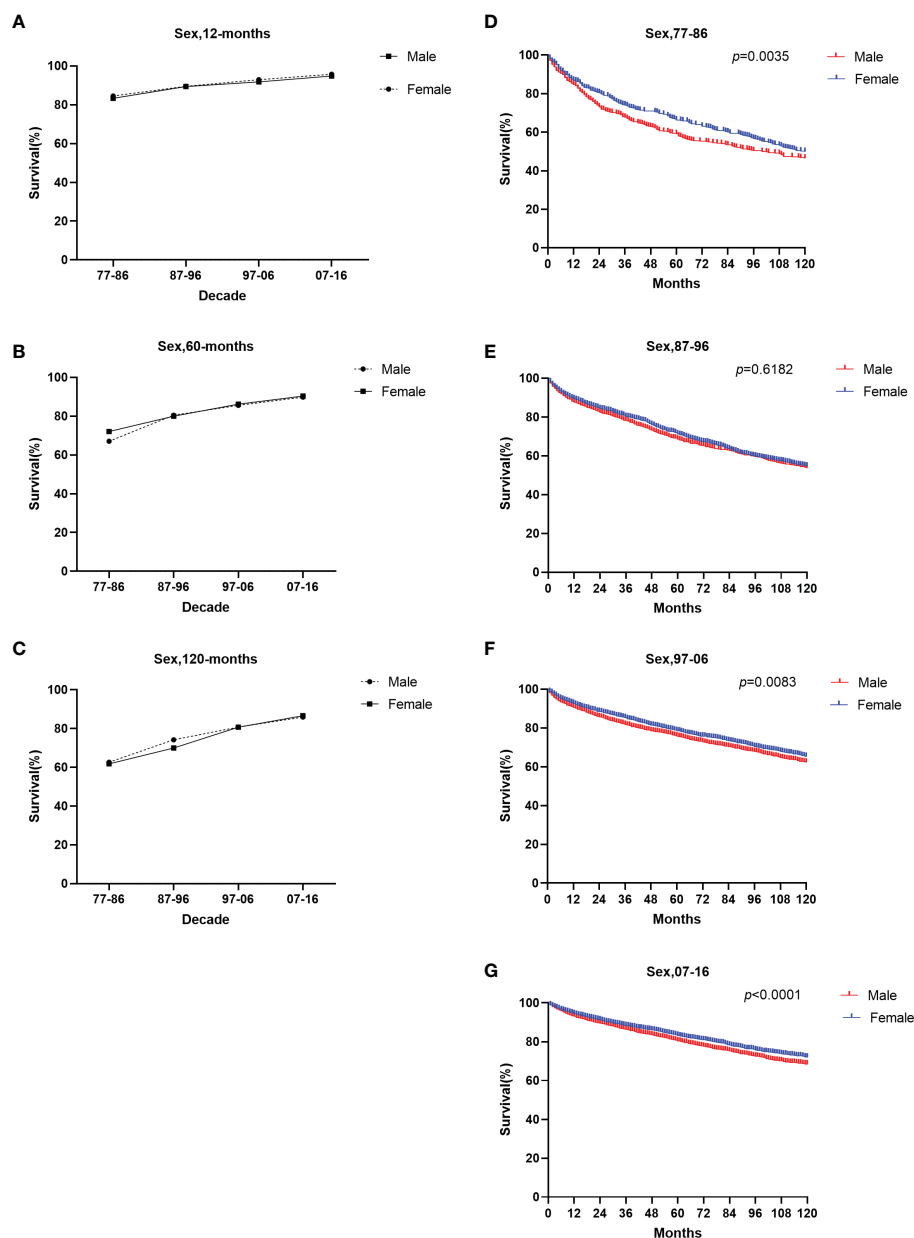 A
Sex,12-months
Male
Female
Survival(%)
100
80
60
40
20
0
77-86 87-96 97-06 07-16
Decade
B
Sex,60-months
Male
Female
Survival(%)
100
80
60
40
20
0
77-86 87-96 97-06 07-16
Decade
C
Sex,120-months
Male
Female
Survival(%)
100
80
60
40
20
0
77-86 87-96 97-06 07-16
Decade
D
Sex,77-86
p=0.0035
Male
Female
Survival(%)
100
80
60
40
20
0
0 12 24 36 48 60 72 84 96 108 120
Months
E
Sex,87-96
p=0.6182
Male
Female
Survival(%)
100
80
60
40
20
0
0 12 24 36 48 60 72 84 96 108 120
Months
F
Sex,97-06
p=0.0083
Male
Female
Survival(%)
100
80
60
40
20
0
0 12 24 36 48 60 72 84 96 108 120
Months
G
Sex,07-16
p<0.0001
Male
Female
Survival(%)
100
80
60
40
20
0
0 12 24 36 48 60 72 84 96 108 120
Months